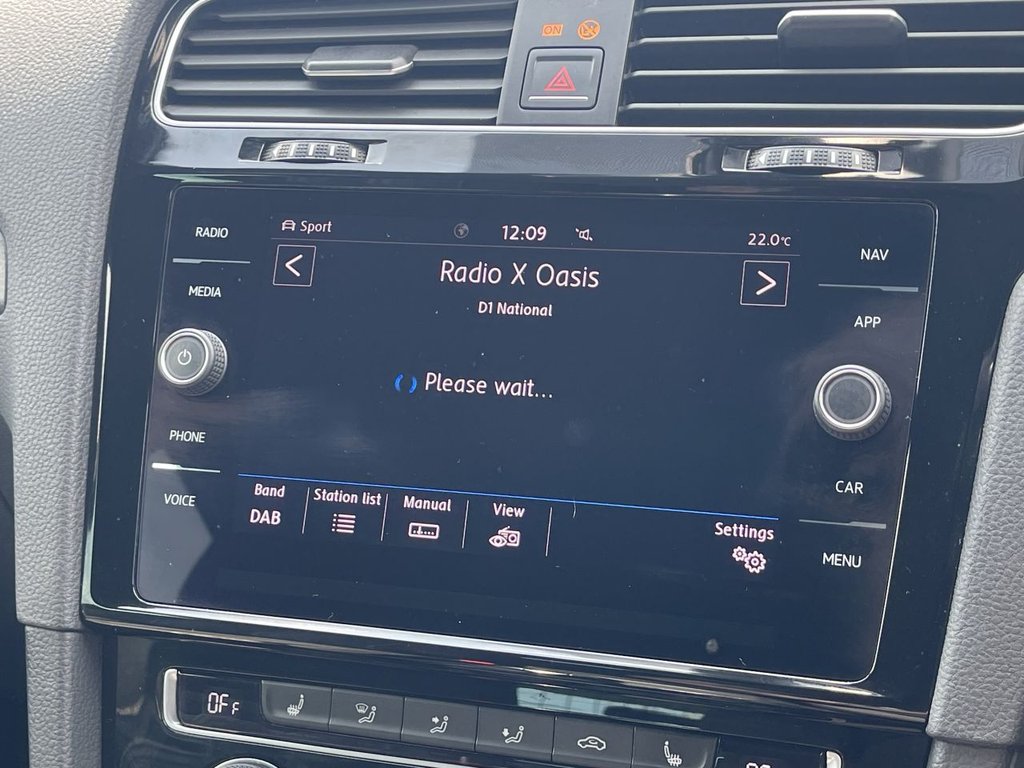 ON
RADIO
MEDIA
PHONE
VOICE
Sport 12:09 22.0°C
Radio X Oasis
D1 National
Please wait...
Band Station list Manual View Settings
DAB
NAV
APP
CAR
MENU
OFF